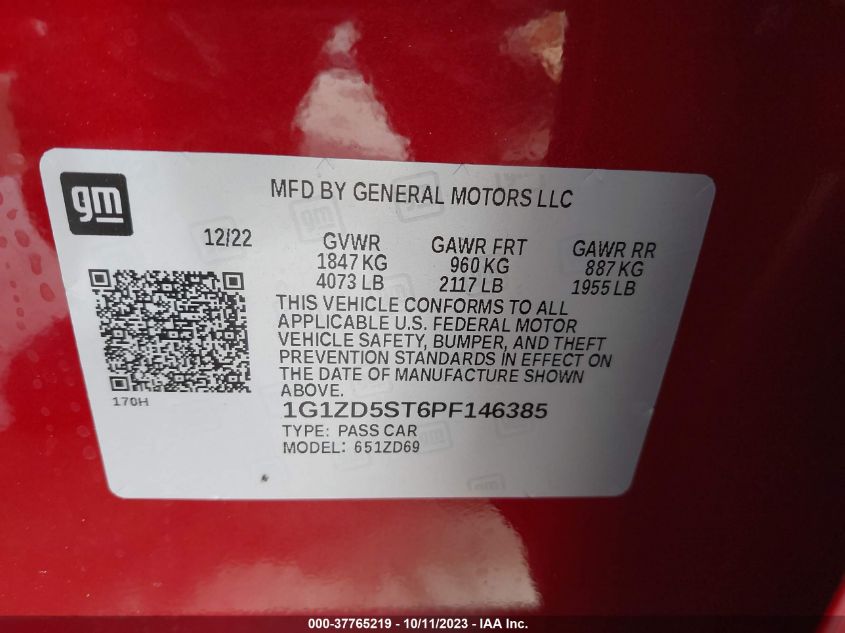 gm
MFD BY GENERAL MOTORS LLC
12/22 GVWR GAWR FRT GAWR RR
1847 KG 960 KG 887 KG
4073 LB 2117 LB 1955 LB
THIS VEHICLE CONFORMS TO ALL
APPLICABLE U.S. FEDERAL MOTOR
VEHICLE SAFETY, BUMPER, AND THEFT
PREVENTION STANDARDS IN EFFECT ON
THE DATE OF MANUFACTURE SHOWN
ABOVE.
170H
1G1ZD5ST6PF146385
TYPE: PASS CAR
MODEL: 651ZD69
000-37765219 - 10/11/2023 - IAA Inc.